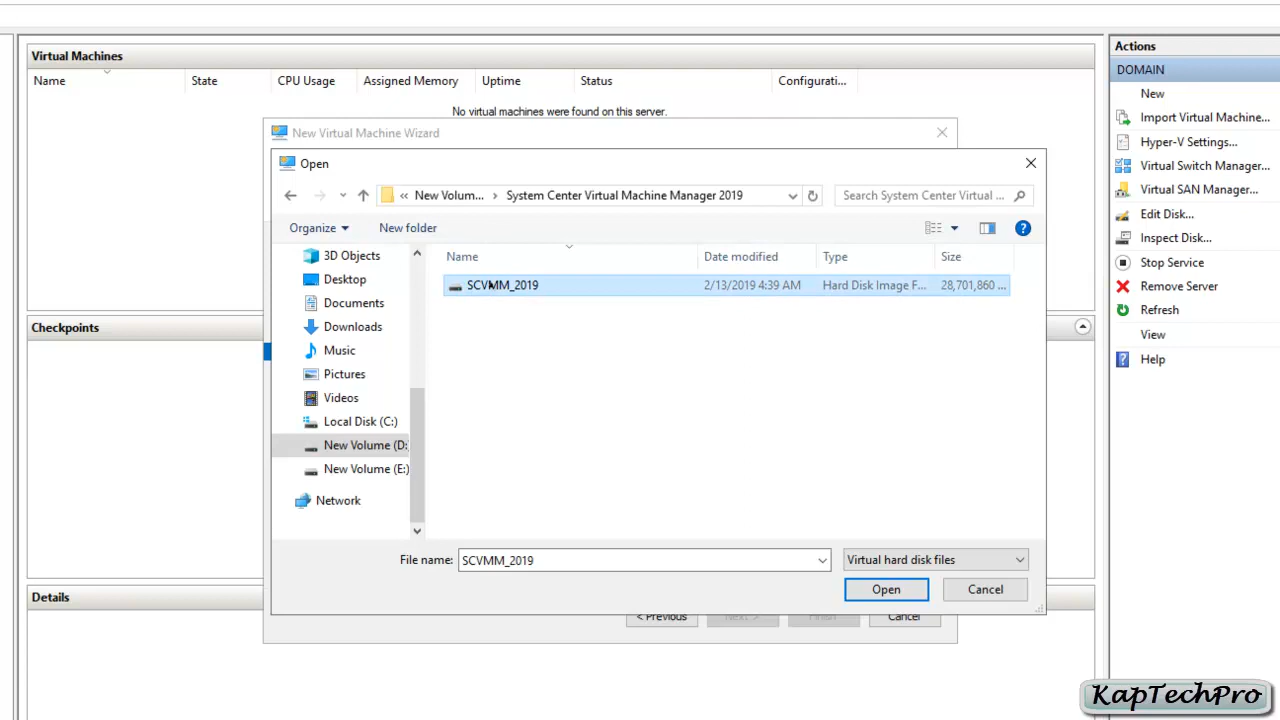 Virtual Machines
Name State CPU Usage Assigned Memory Uptime Status Configurati...
No virtual machines were found on this server.
New Virtual Machine Wizard
Open
« New Volum... > System Center Virtual Machine Manager 2019
Search System Center Virtual ...
Organize New folder
3D Objects
Desktop
Documents
Downloads
Music
Pictures
Videos
Local Disk (C:)
New Volume (D:
New Volume (E:)
Network
Name Date modified Type Size
SCVMM_2019 2/13/2019 4:39 AM Hard Disk Image F... 28,701,860 ...
File name: SCVMM_2019 Virtual hard disk files
Open Cancel
< Previous Next > Finish Cancel
Checkpoints
Details
Actions
DOMAIN
New
Import Virtual Machine...
Hyper-V Settings...
Virtual Switch Manager...
Virtual SAN Manager...
Edit Disk...
Inspect Disk...
Stop Service
Remove Server
Refresh
View
Help
KapTechPro